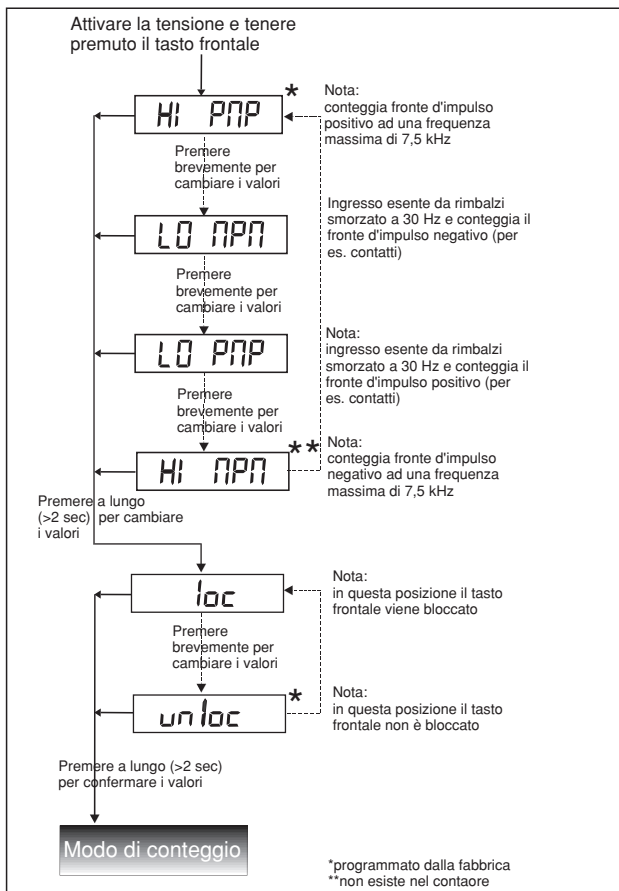 Attivare la tensione e tenere
premuto il tasto frontale
HI PNP *
Nota:
conteggia fronte d'impulso
positivo ad una frequenza
massima di 7,5 kHz
Premere
brevemente per
cambiare i valori
LO NPN
Ingresso esente da rimbalzi
smorzato a 30 Hz e conteggia il
fronte d'impulso negativo (per
es. contatti)
Premere
brevemente per
cambiare i valori
LO PNP
Nota:
ingresso esente da rimbalzi
smorzato a 30 Hz e conteggia il
fronte d'impulso positivo (per
es. contatti)
Premere
brevemente per
cambiare i valori
HI NPN **
Nota:
conteggia fronte d'impulso
negativo ad una frequenza
massima di 7,5 kHz
Premere a lungo
(>2 sec) per cambiare
i valori
loc
Nota:
in questa posizione il tasto
frontale viene bloccato
Premere
brevemente per
cambiare i valori
unloc *
Nota:
in questa posizione il tasto
frontale non è bloccato
Premere a lungo (>2 sec)
per confermare i valori
Modo di conteggio
*programmato dalla fabbrica
**non esiste nel contaore